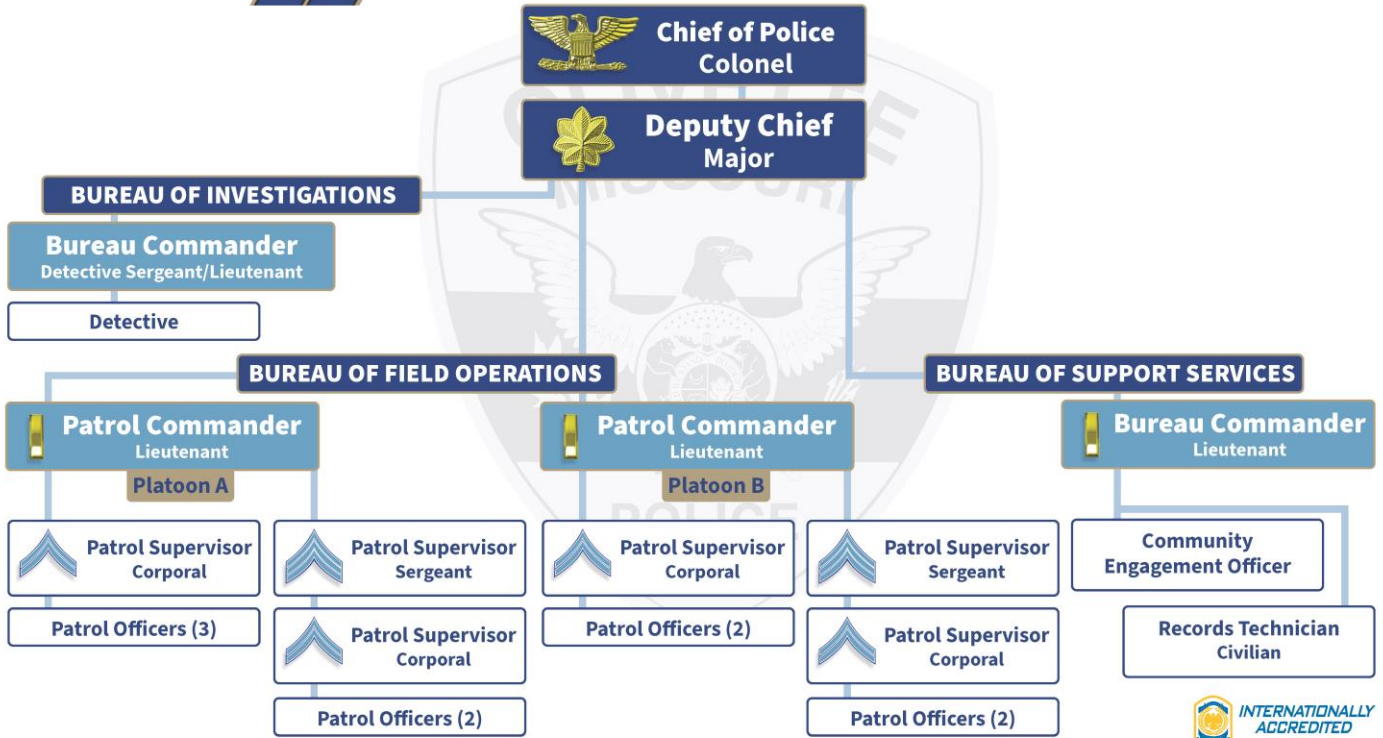 Chief of Police
Colonel
Deputy Chief
Major
BUREAU OF INVESTIGATIONS
Bureau Commander
Detective Sergeant/Lieutenant
Detective
BUREAU OF FIELD OPERATIONS
Patrol Commander
Lieutenant
Platoon A
Patrol Supervisor
Corporal
Patrol Officers (3)
Patrol Supervisor
Sergeant
Patrol Supervisor
Corporal
Patrol Officers (2)
Patrol Commander
Lieutenant
Platoon B
Patrol Supervisor
Corporal
Patrol Officers (2)
Patrol Supervisor
Sergeant
Patrol Supervisor
Corporal
Patrol Officers (2)
BUREAU OF SUPPORT SERVICES
Bureau Commander
Lieutenant
Community
Engagement Officer
Records Technician
Civilian
OLIVETTE
MISSOURI
POLICE
INTERNATIONALLY
ACCREDITED